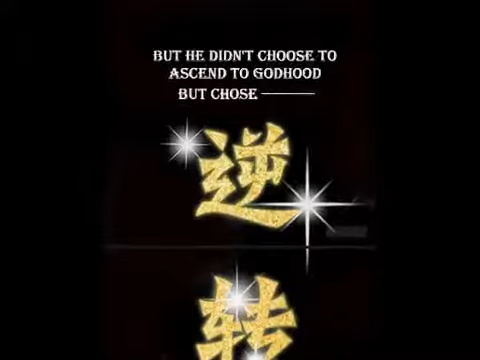 BUT HE DIDN'T CHOOSE TO
ASCEND TO GODHOOD
BUT CHOSE ————
逆
转